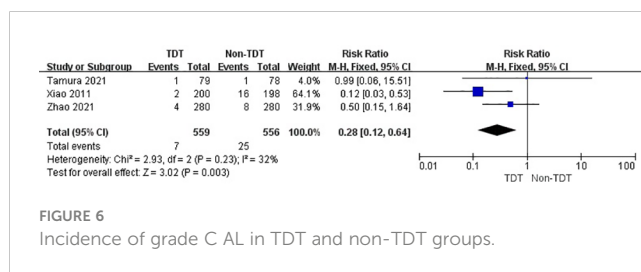 TDT Non-TDT Risk Ratio Risk Ratio
Study or Subgroup Events Total Events Total Weight M-H, Fixed, 95% CI M-H, Fixed, 95% CI
Tamura 2021 1 79 1 78 4.0% 0.99 [0.06, 15.51]
Xiao 2011 2 200 16 198 64.1% 0.12 [0.03, 0.53]
Zhao 2021 4 280 8 280 31.9% 0.50 [0.15, 1.64]
Total (95% CI) 559 556 100.0% 0.28 [0.12, 0.64]
Total events 7 25
Heterogeneity: Chi² = 2.93, df = 2 (P = 0.23); I² = 32%
Test for overall effect: Z = 3.02 (P = 0.003)
0.01 0.1 1 10 100
TDT Non-TDT
FIGURE 6
Incidence of grade C AL in TDT and non-TDT groups.